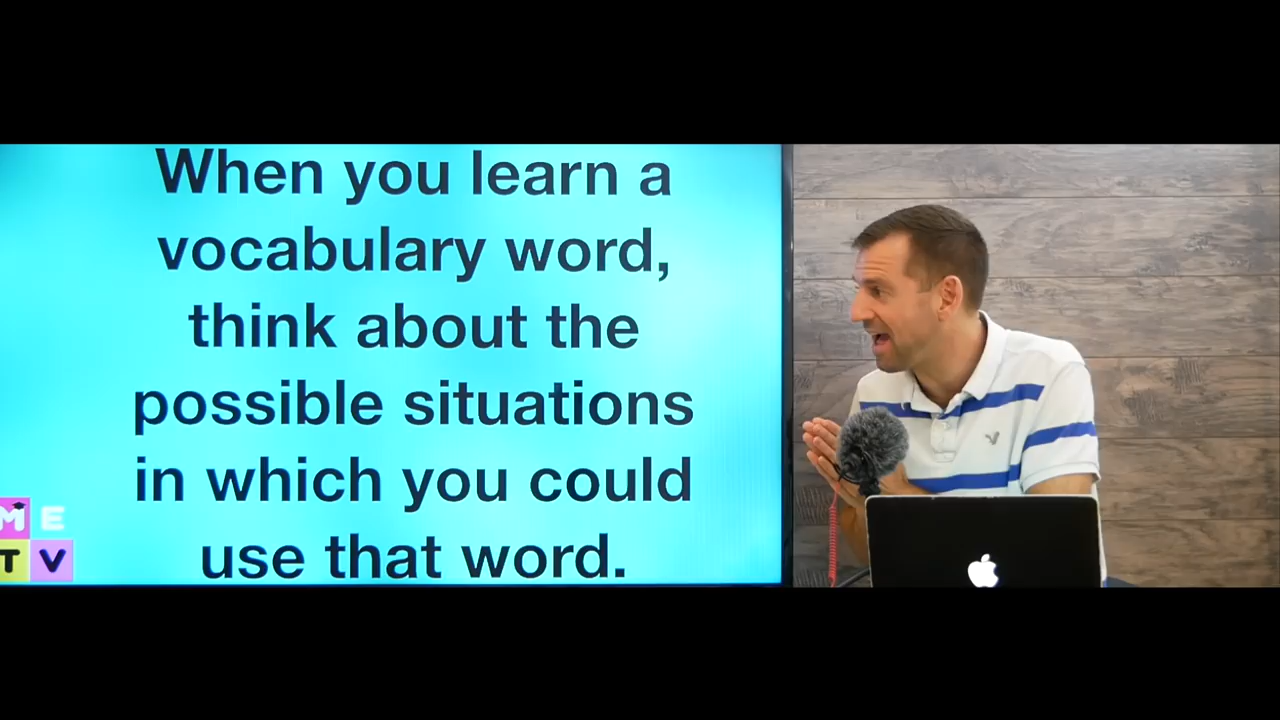 When you learn a
vocabulary word,
think about the
possible situations
in which you could
use that word.
M E
T V